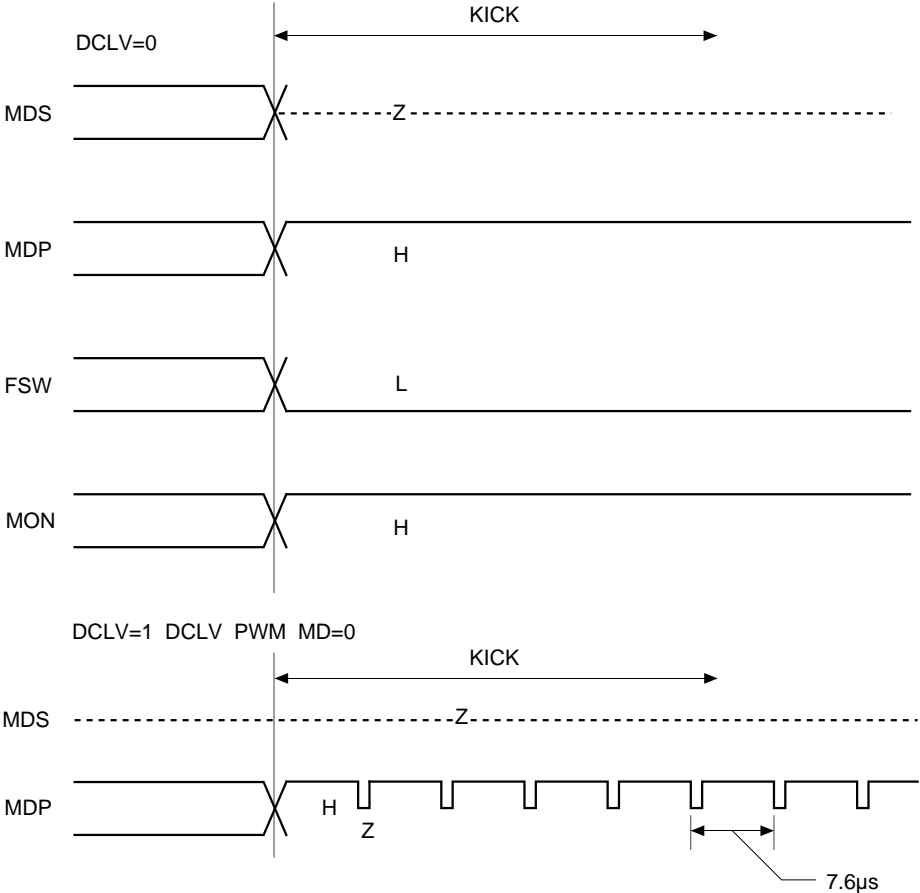 KICK
DCLV=0
MDS
Z
MDP
H
FSW
L
MON
H
DCLV=1 DCLV PWM MD=0
KICK
MDS
Z
MDP
H
Z
7.6µs